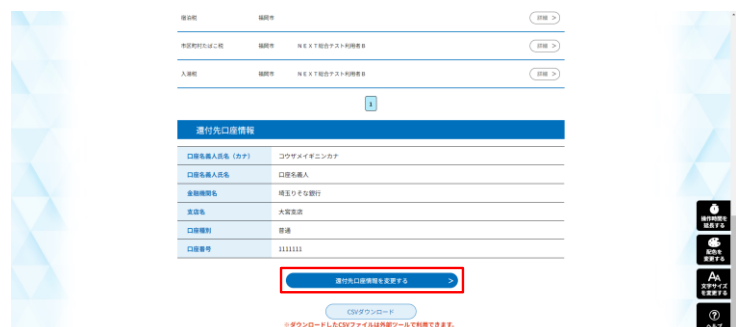 宿泊税 福岡市 詳細 >
市区町村たばこ税 福岡市 ＮＥＸＴ総合テスト利用者Ｂ 詳細 >
入湯税 福岡市 ＮＥＸＴ総合テスト利用者Ｂ 詳細 >
1
還付先口座情報
口座名義人氏名（カナ） コウザメイギニンカナ
口座名義人氏名 口座名義人
金融機関名 埼玉りそな銀行
支店名 大宮支店
口座種別 普通
口座番号 1111111
還付先口座情報を変更する >
CSVダウンロード
※ダウンロードしたCSVファイルは外部ツールで利用できます。
操作時間を
延長する
配色を
変更する
AA
文字サイズ
を変更する
?
ヘルプ